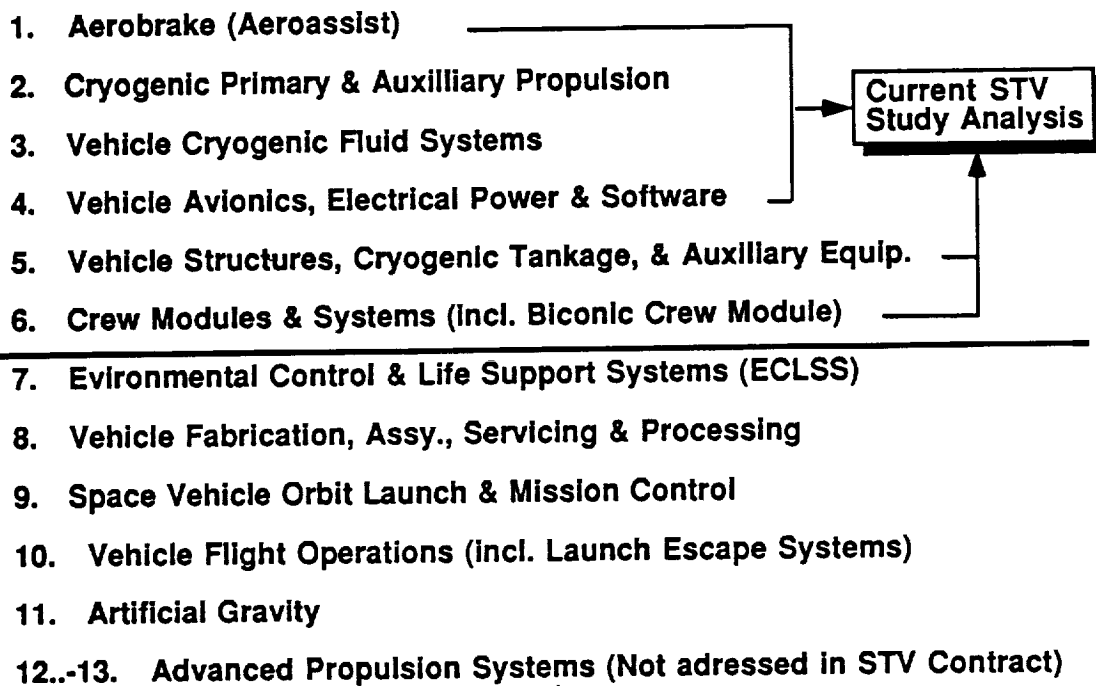 1. Aerobrake (Aeroassist)
2. Cryogenic Primary & Auxilliary Propulsion
Current STV
Study Analysis
3. Vehicle Cryogenic Fluid Systems
4. Vehicle Avionics, Electrical Power & Software
5. Vehicle Structures, Cryogenic Tankage, & Auxiliary Equip.
6. Crew Modules & Systems (incl. Biconic Crew Module)
7. Evironmental Control & Life Support Systems (ECLSS)
8. Vehicle Fabrication, Assy., Servicing & Processing
9. Space Vehicle Orbit Launch & Mission Control
10. Vehicle Flight Operations (incl. Launch Escape Systems)
11. Artificial Gravity
12..-13. Advanced Propulsion Systems (Not adressed in STV Contract)